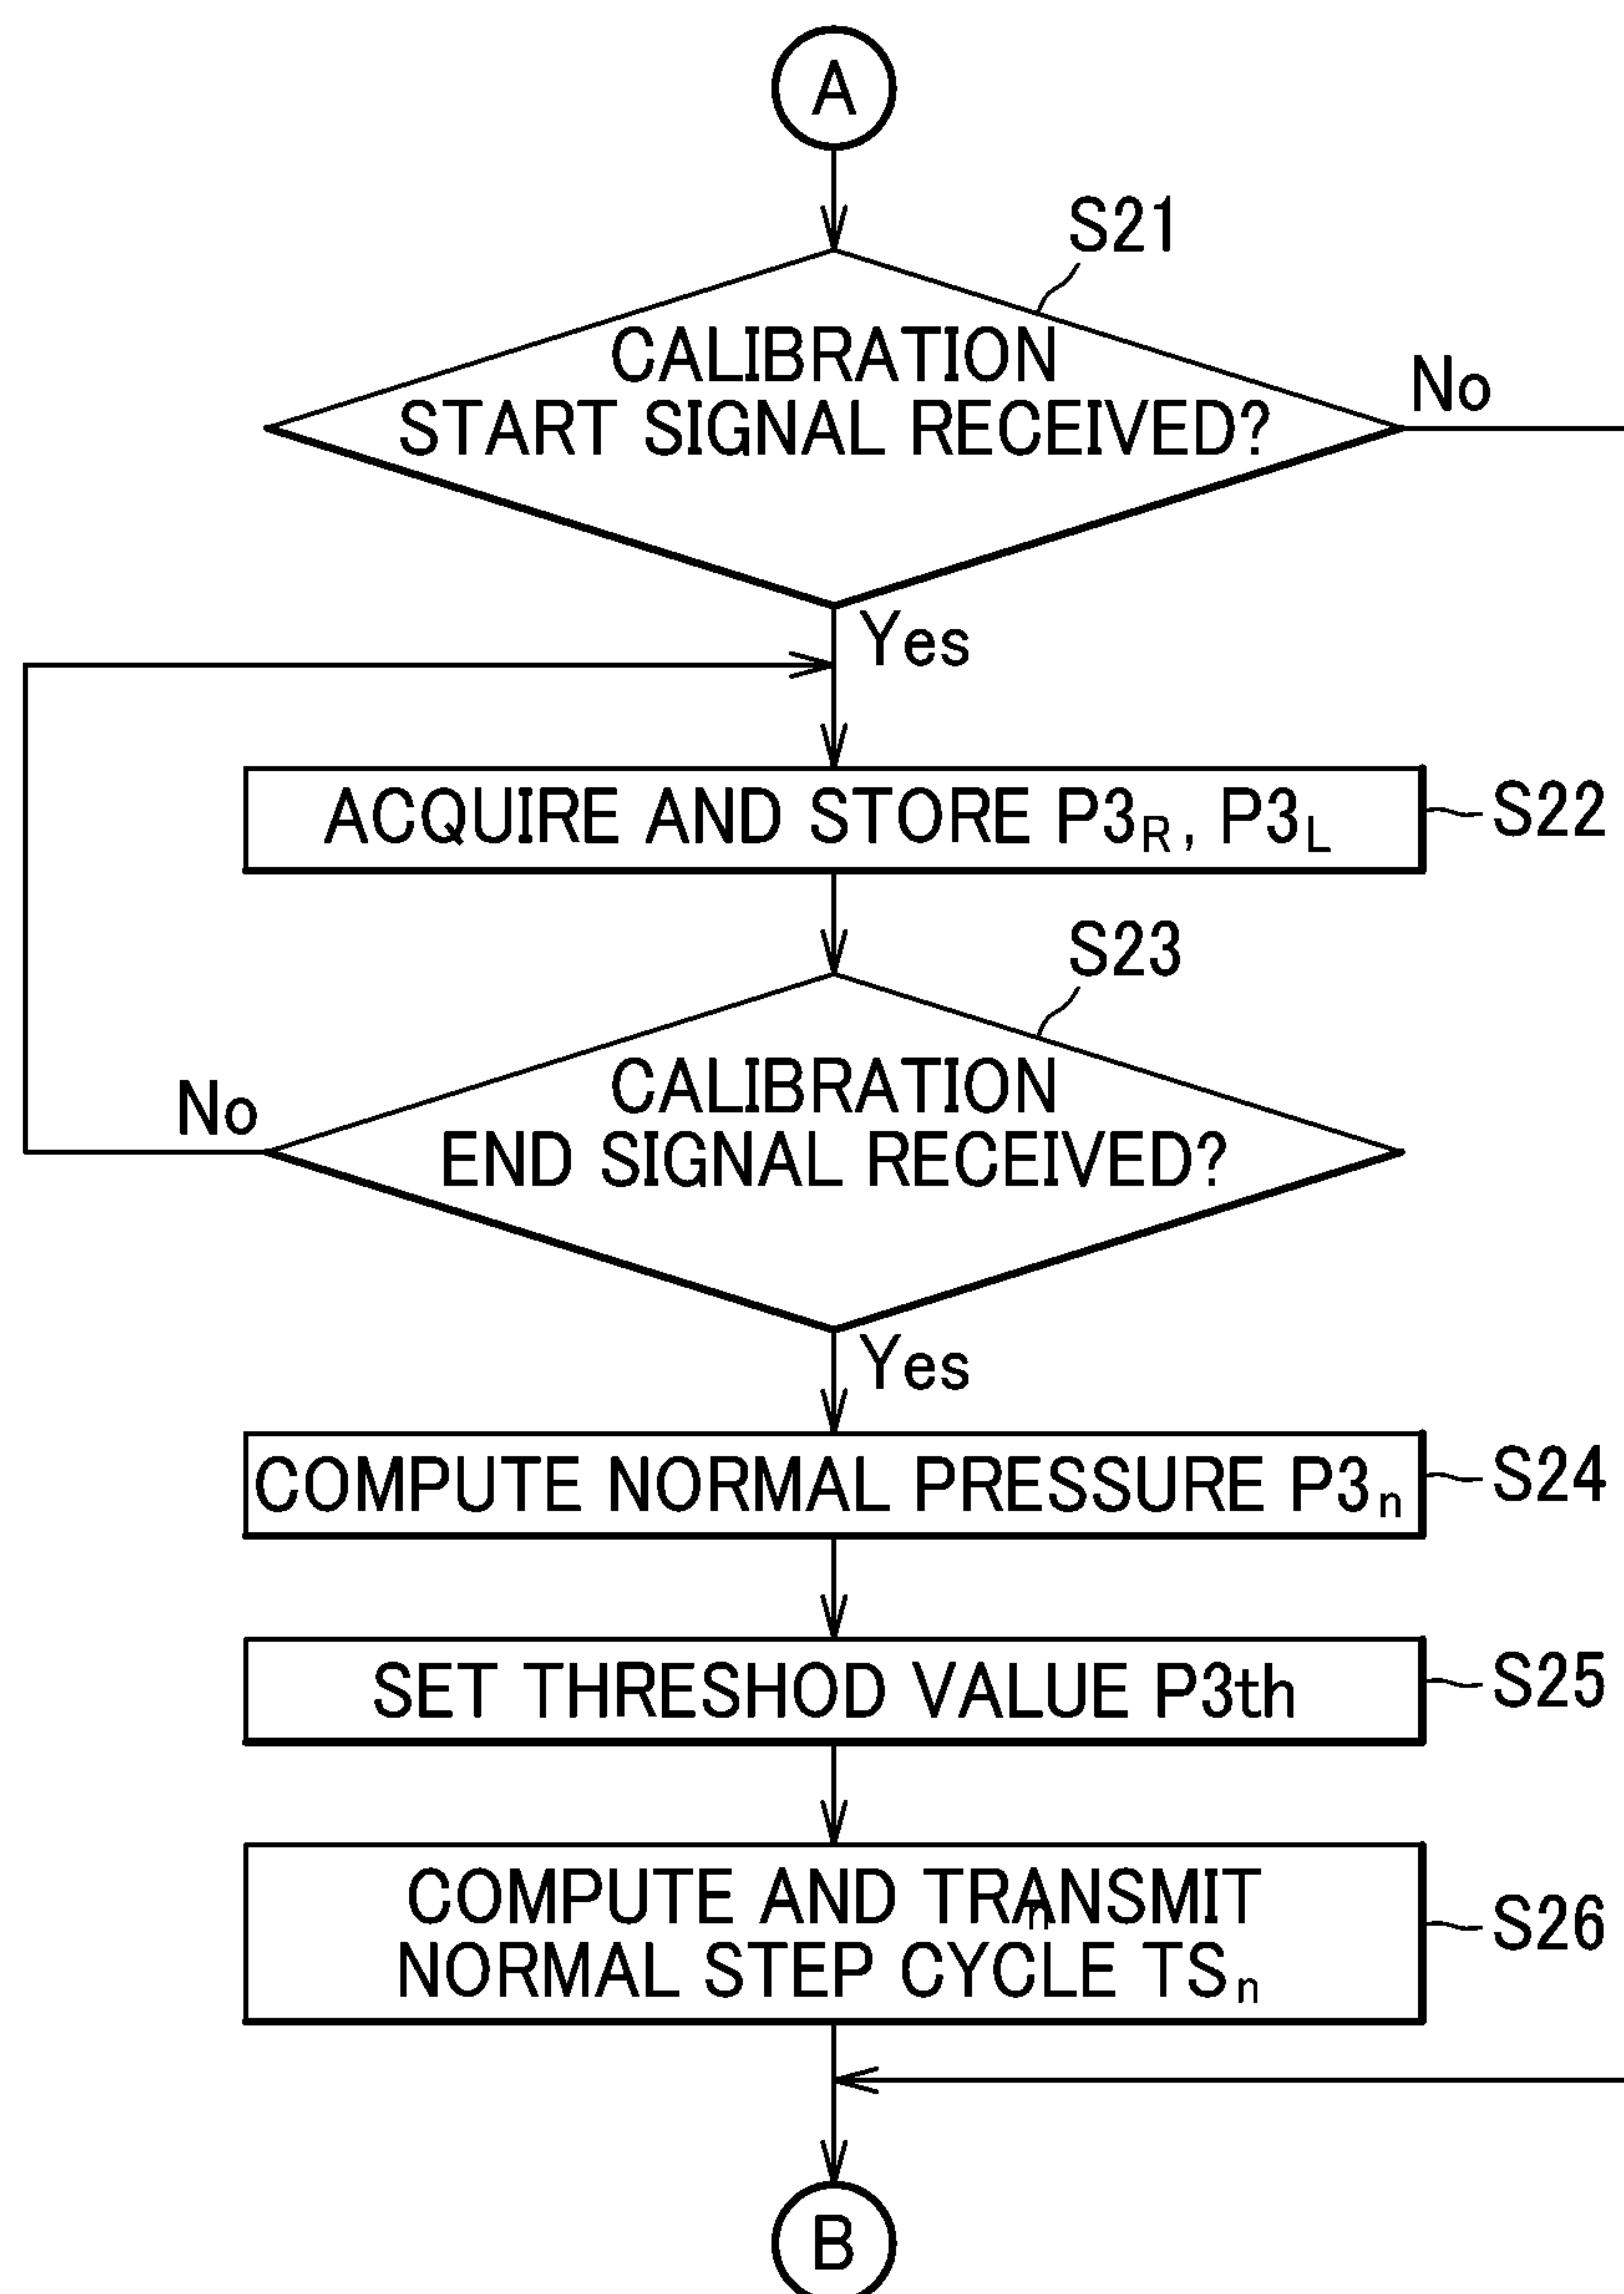 A
S21
CALIBRATION
START SIGNAL RECEIVED?
No
Yes
ACQUIRE AND STORE P3R, P3L
S22
S23
CALIBRATION
END SIGNAL RECEIVED?
No
Yes
COMPUTE NORMAL PRESSURE P3n
S24
SET THRESHOD VALUE P3th
S25
COMPUTE AND TRANSMIT
n
NORMAL STEP CYCLE TSn
S26
B